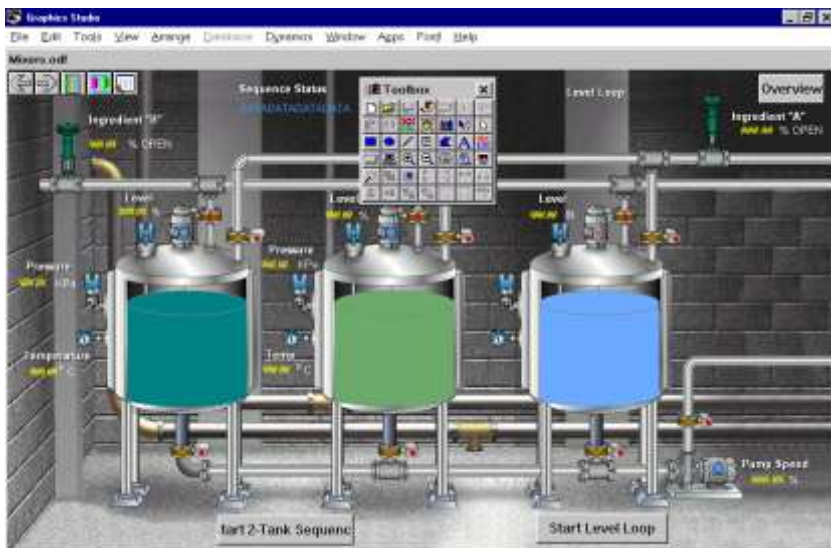 Graphics Studio
File Edit Tools View Arrange Database Dynamos Window Apps Font Help
Mixers.odf
Sequence Status
Toolbox
Level Loop
Overview
Ingredient "B"
% OPEN
Ingredient "A"
% OPEN
Level
%
Level
%
Level
%
Pressure
KPa
Pressure
KPa
Temperature
° C
Temp
° C
Pump Speed
%
tart 2-Tank Sequenc
Start Level Loop